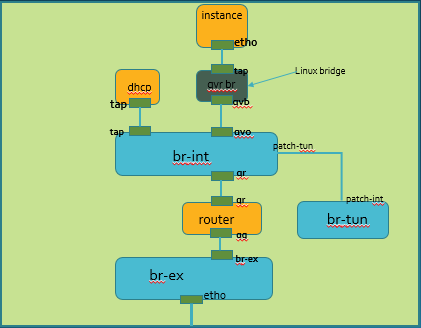 instance
etho
tap
Linux bridge
dhcp
qvr.br
tap
qvb
tap
qvo
patch-tun
br-int
qr
patch-int
qr
router
br-tun
qg
br-ex
br-ex
etho